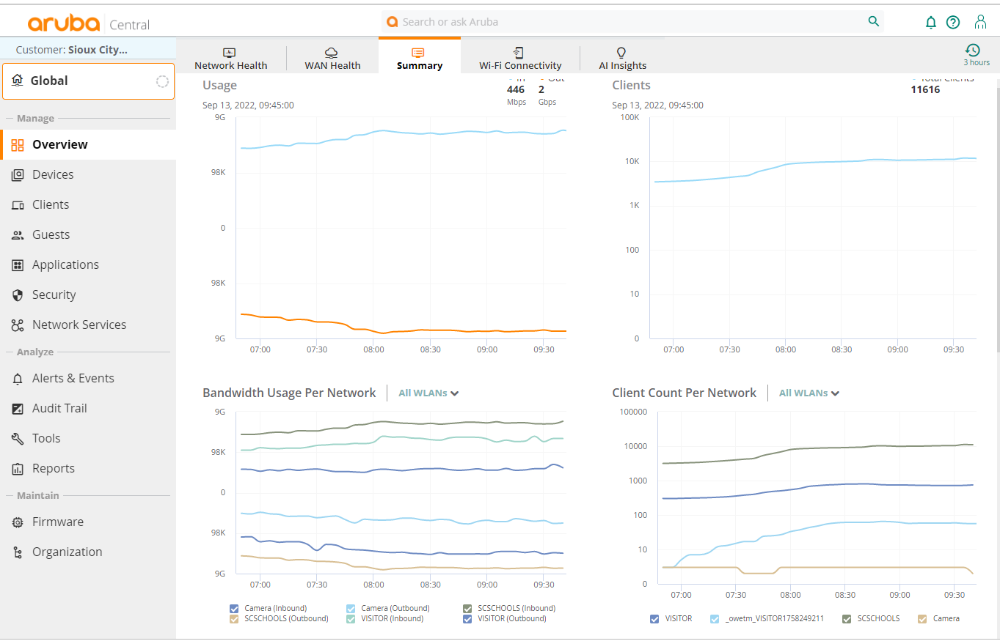 aruba Central
Search or ask Aruba
Customer: Sioux City...
Global
Manage
Overview
Devices
Clients
Guests
Applications
Security
Network Services
Analyze
Alerts & Events
Audit Trail
Tools
Reports
Maintain
Firmware
Organization
Network Health
WAN Health
Summary
Wi-Fi Connectivity
AI Insights
3 hours
Usage
In Out
446 2
Mbps Gbps
Sep 13, 2022, 09:45:00
9G
98K
0
98K
9G
07:00 07:30 08:00 08:30 09:00 09:30
Clients
Total Clients
11616
Sep 13, 2022, 09:45:00
100K
10K
1K
100
10
0
07:00 07:30 08:00 08:30 09:00 09:30
Bandwidth Usage Per Network All WLANs
9G
98K
0
98K
9G
07:00 07:30 08:00 08:30 09:00 09:30
Camera (Inbound) Camera (Outbound) SCSCHOOLS (Inbound)
SCSCHOOLS (Outbound) VISITOR (Inbound) VISITOR (Outbound)
Client Count Per Network All WLANs
100000
10000
1000
100
10
0
07:00 07:30 08:00 08:30 09:00 09:30
VISITOR _owetm_VISITOR1758249211 SCSCHOOLS Camera